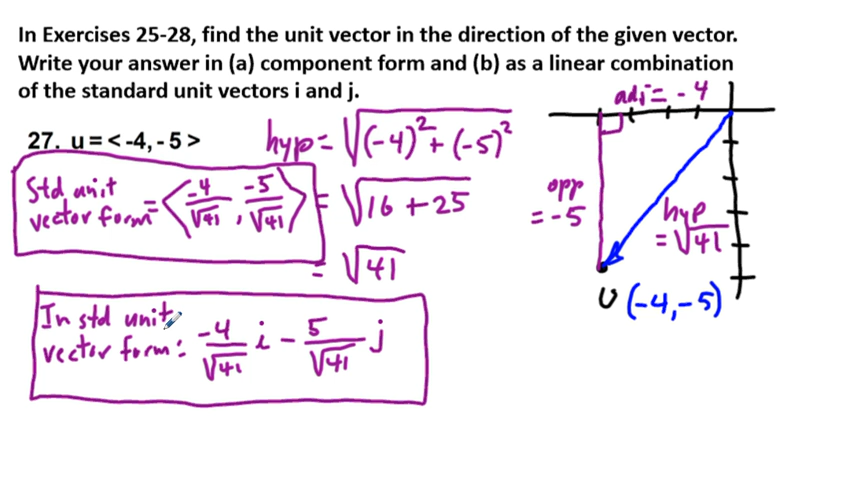 In Exercises 25-28, find the unit vector in the direction of the given vector.
Write your answer in (a) component form and (b) as a linear combination
of the standard unit vectors i and j.
27. u = < -4, - 5 >
hyp = √((-4)² + (-5)²)
= √(16 + 25)
= √41
Std unit
vector form = ⟨-4/√41, -5/√41⟩
In std unit
vector form: -4/√41 i - 5/√41 j
adj = - 4
opp
= -5
hyp
= √41
U (-4, -5)